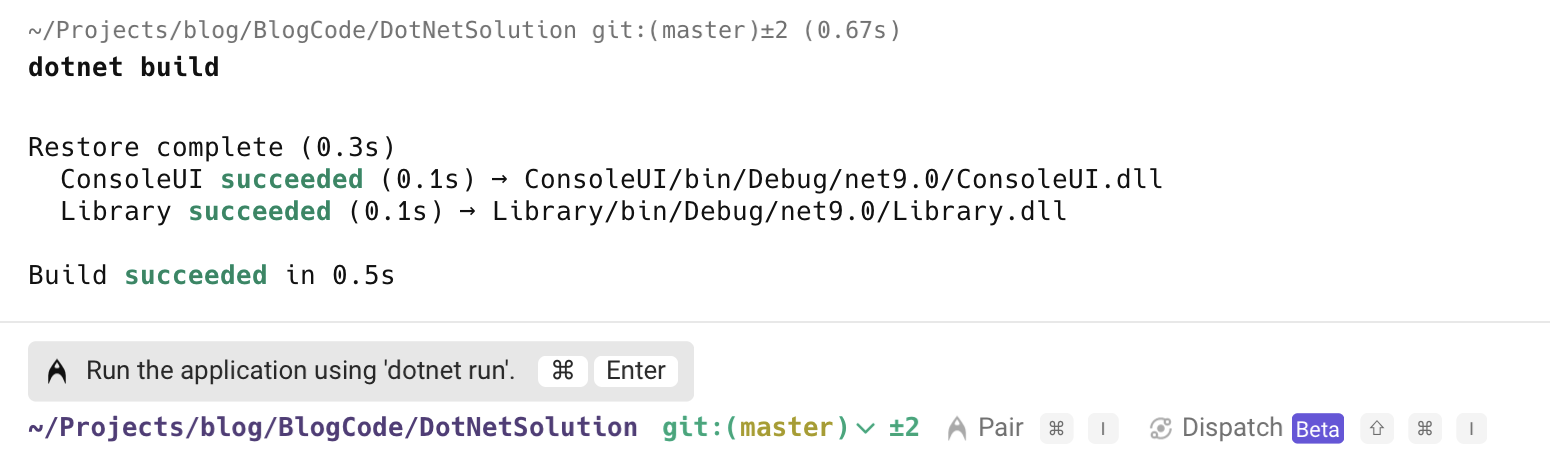 ~/Projects/blog/BlogCode/DotNetSolution git:(master)±2 (0.67s)
dotnet build
Restore complete (0.3s)
ConsoleUI succeeded (0.1s) → ConsoleUI/bin/Debug/net9.0/ConsoleUI.dll
Library succeeded (0.1s) → Library/bin/Debug/net9.0/Library.dll
Build succeeded in 0.5s
Run the application using 'dotnet run'. ⌘ Enter
~/Projects/blog/BlogCode/DotNetSolution git:(master) ±2 Pair ⌘ I Dispatch Beta ⇧ ⌘ I